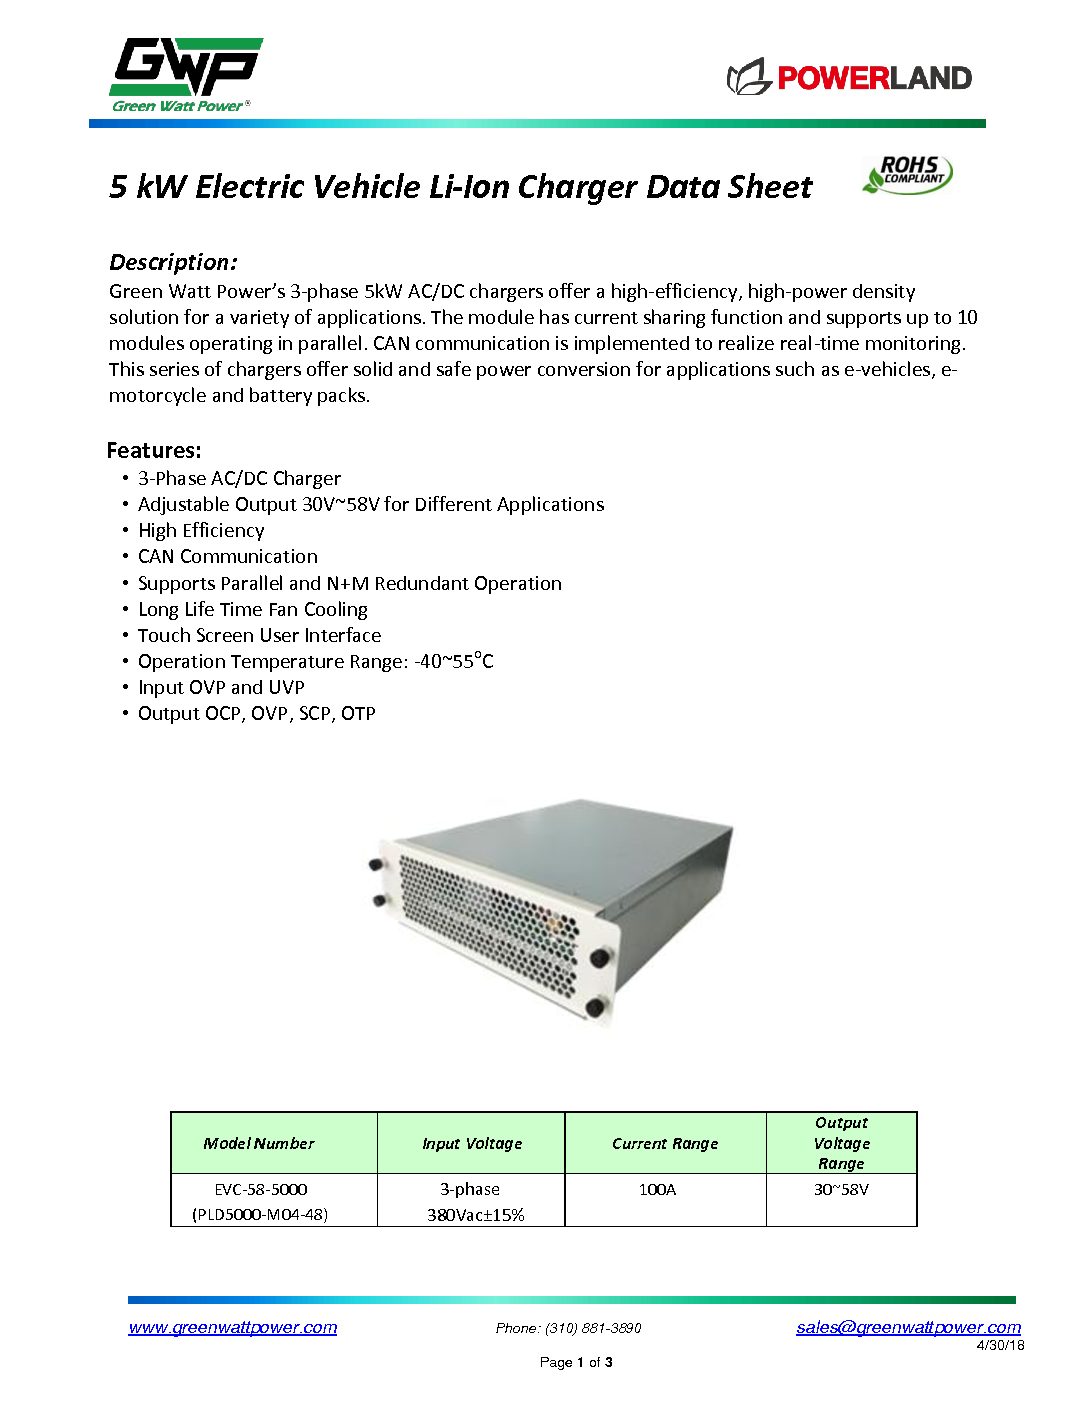 GWP
Green Watt Power®
POWERLAND
5 kW Electric Vehicle Li-Ion Charger Data Sheet
ROHS
COMPLIANT
Description:
Green Watt Power’s 3-phase 5kW AC/DC chargers offer a high-efficiency, high-power density
solution for a variety of applications. The module has current sharing function and supports up to 10
modules operating in parallel. CAN communication is implemented to realize real-time monitoring.
This series of chargers offer solid and safe power conversion for applications such as e-vehicles, e-
motorcycle and battery packs.
Features:
• 3-Phase AC/DC Charger
• Adjustable Output 30V~58V for Different Applications
• High Efficiency
• CAN Communication
• Supports Parallel and N+M Redundant Operation
• Long Life Time Fan Cooling
• Touch Screen User Interface
• Operation Temperature Range: -40~55°C
• Input OVP and UVP
• Output OCP, OVP, SCP, OTP
Model Number Input Voltage Current Range Output Voltage Range
EVC-58-5000 3-phase 100A 30~58V
(PLD5000-M04-48) 380Vac±15%
www.greenwattpower.com Phone: (310) 881-3890 sales@greenwattpower.com
4/30/18
Page 1 of 3